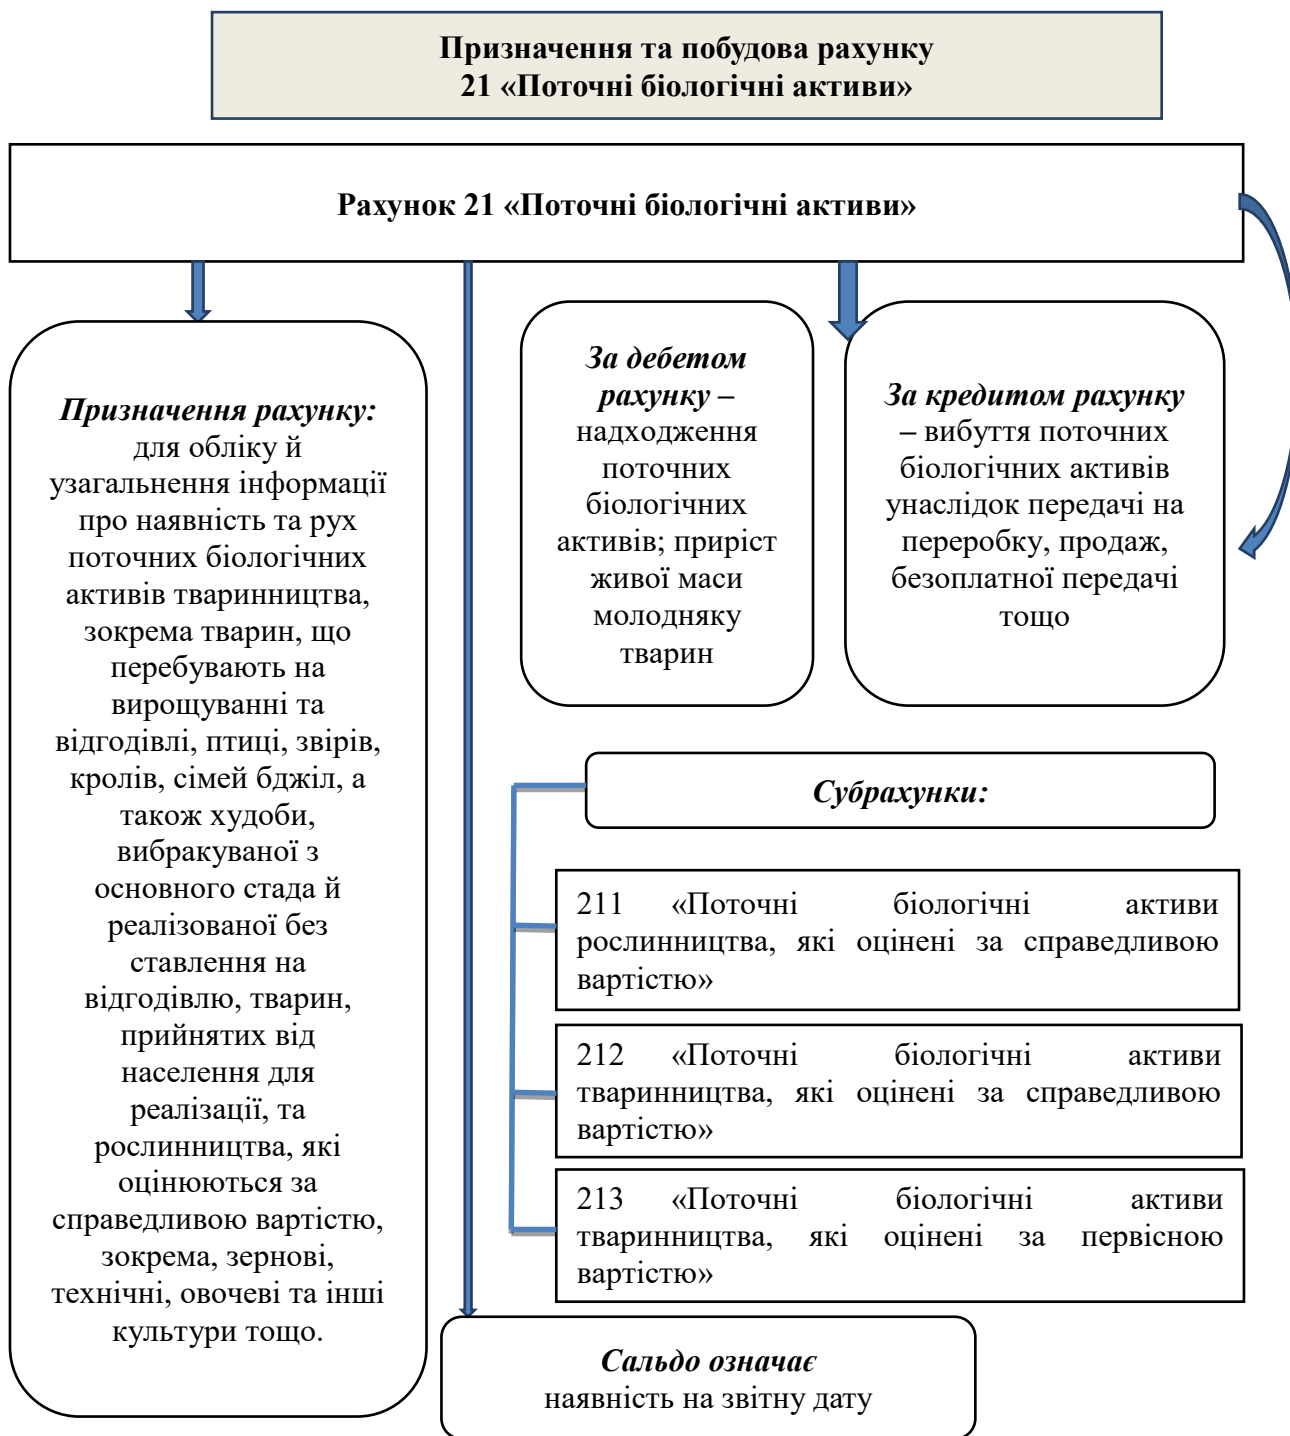 Призначення та побудова рахунку
21 «Поточні біологічні активи»
Рахунок 21 «Поточні біологічні активи»
Призначення рахунку:
для обліку й
узагальнення інформації
про наявність та рух
поточних біологічних
активів тваринництва,
зокрема тварин, що
перебувають на
вирощуванні та
відгодівлі, птиці, звірів,
кролів, сімей бджіл, а
також худоби,
вибракуваної з
основного стада й
реалізованої без
ставлення на
відгодівлю, тварин,
прийнятих від
населення для
реалізації, та
рослинництва, які
оцінюються за
справедливою вартістю,
зокрема, зернові,
технічні, овочеві та інші
культури тощо.
За дебетом
рахунку –
надходження
поточних
біологічних
активів; приріст
живої маси
молодняку
тварин
За кредитом рахунку
– вибуття поточних
біологічних активів
унаслідок передачі на
переробку, продаж,
безоплатної передачі
тощо
Субрахунки:
211 «Поточні біологічні активи
рослинництва, які оцінені за справедливою
вартістю»
212 «Поточні біологічні активи
тваринництва, які оцінені за справедливою
вартістю»
213 «Поточні біологічні активи
тваринництва, які оцінені за первісною
вартістю»
Сальдо означає
наявність на звітну дату